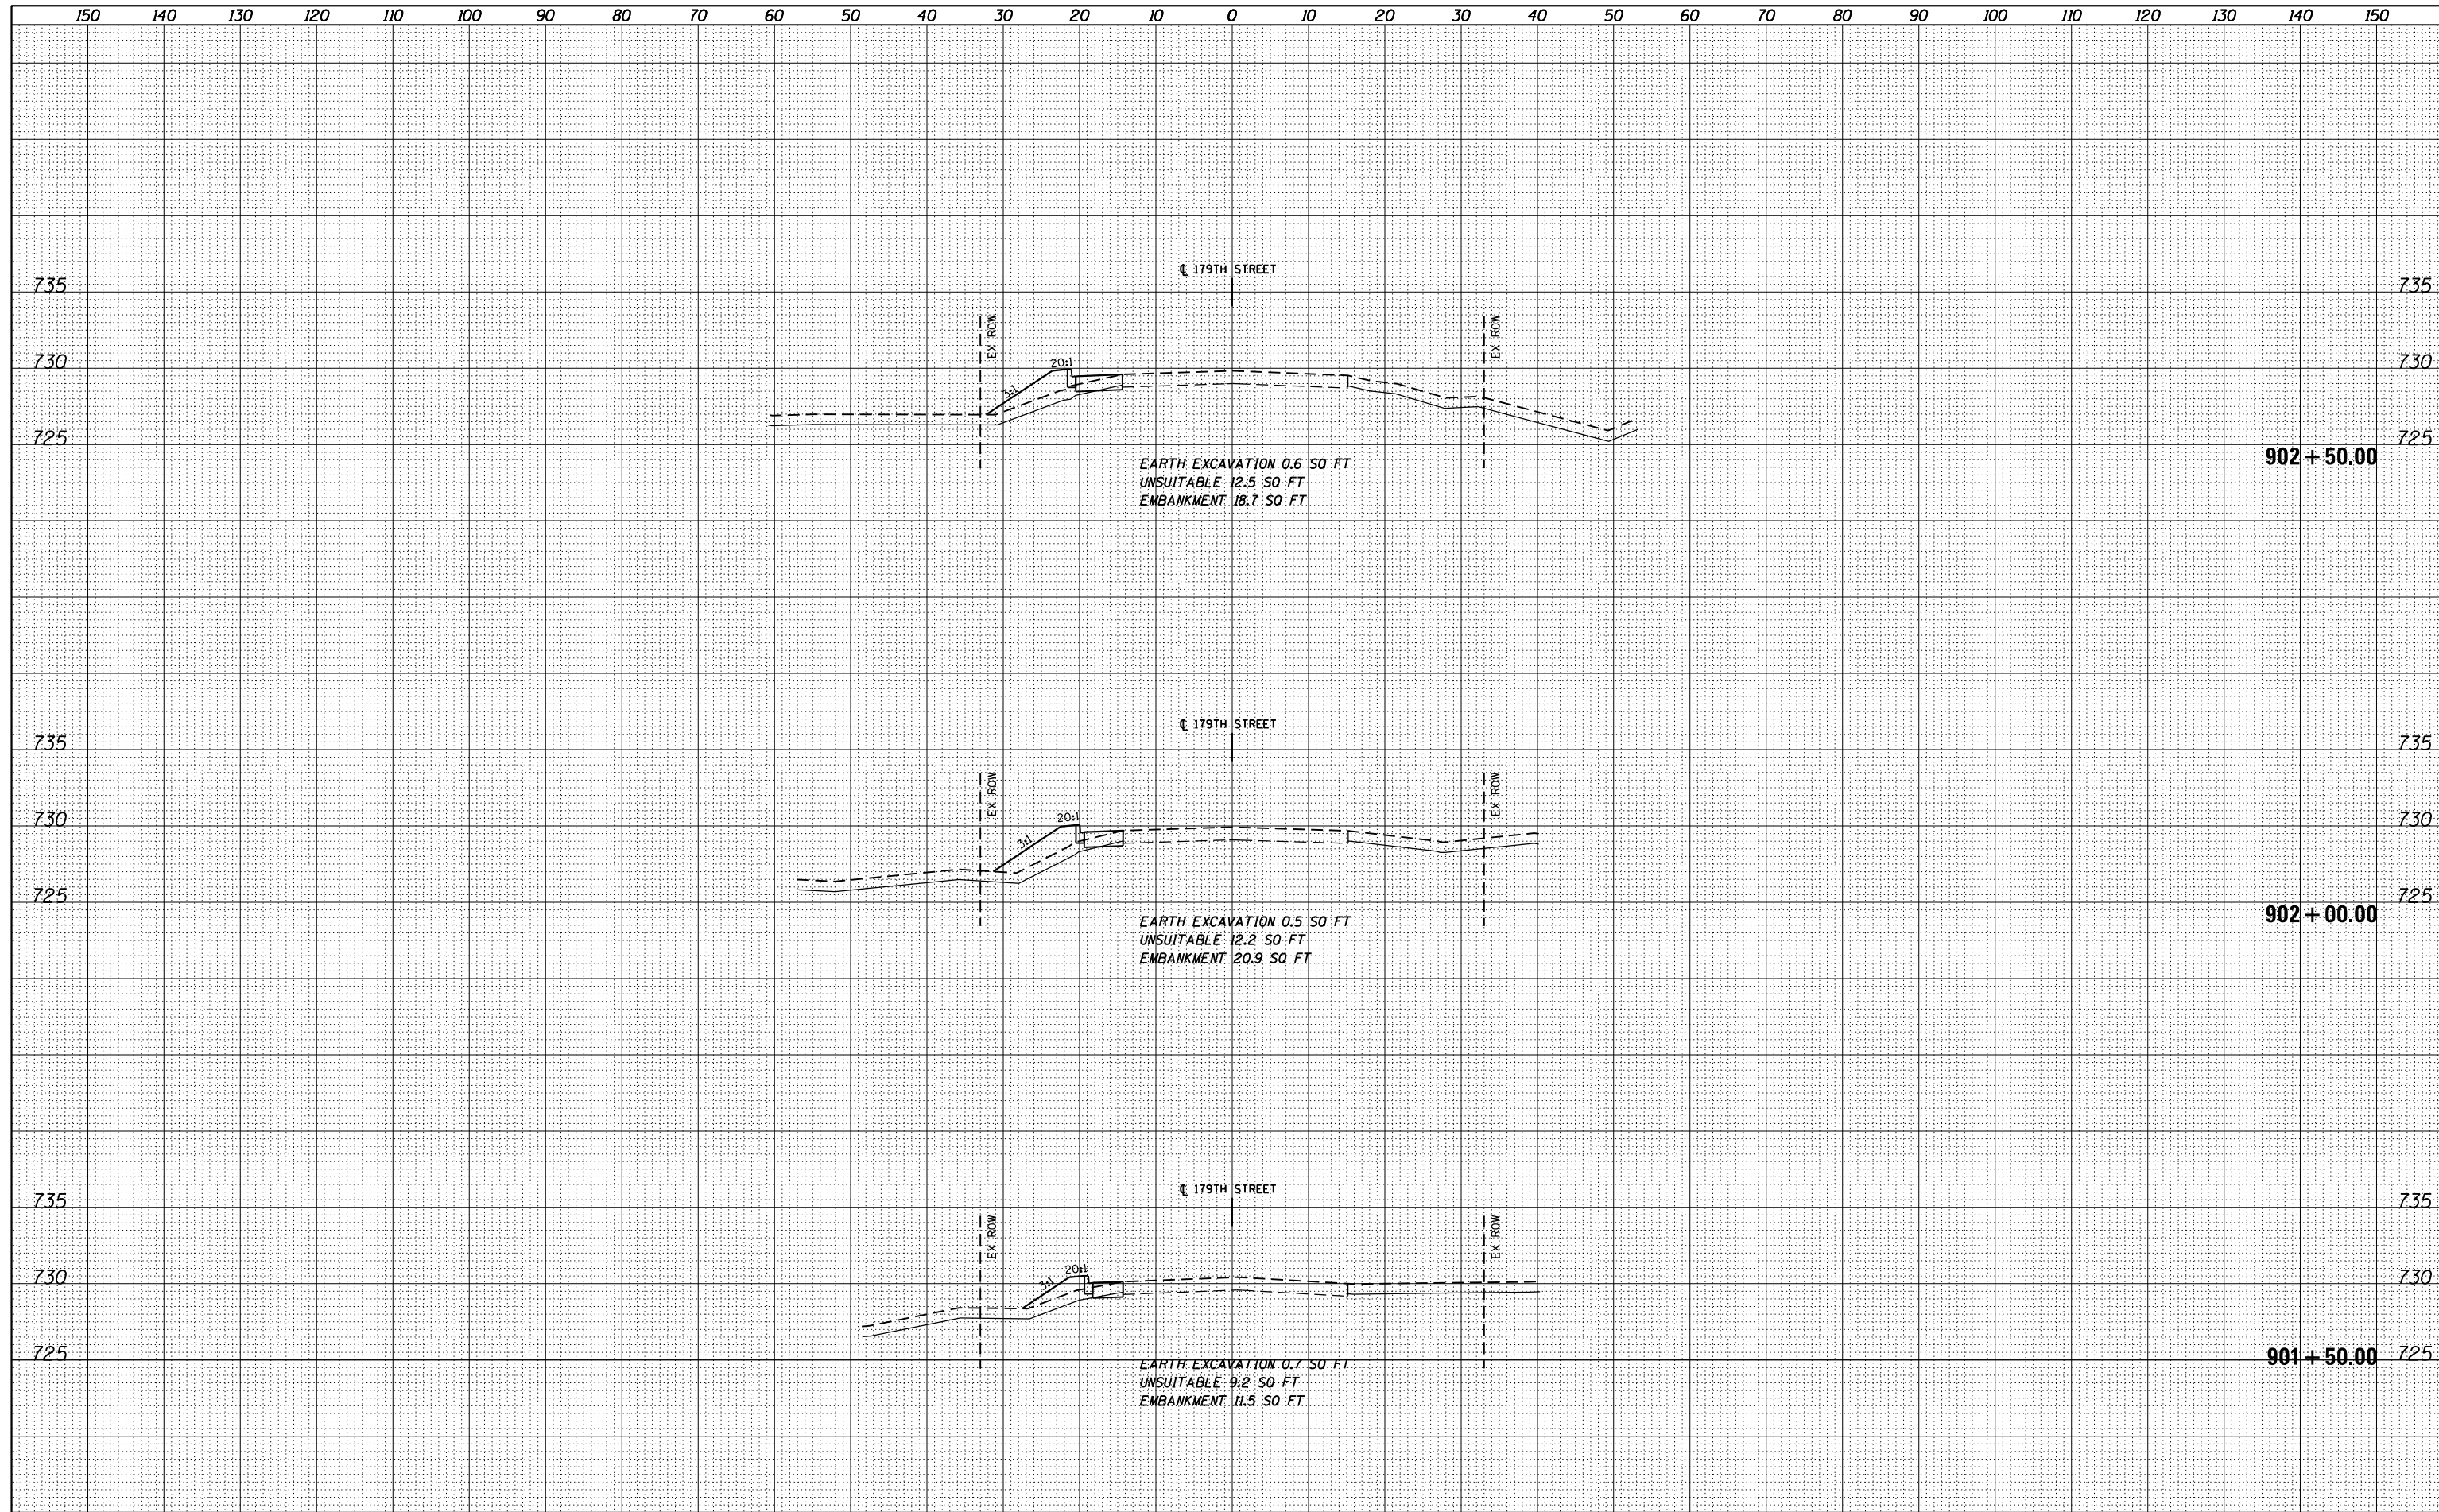 150 140 130 120 110 100 90 80 70 60 50 40 30 20 10 0 10 20 30 40 50 60 70 80 90 100 110 120 130 140 150
℄ 179TH STREET
735 735
EX ROW EX ROW
730 730
20:1
3:1
725 725
902 + 50.00
EARTH EXCAVATION 0.6 SQ FT
UNSUITABLE 12.5 SQ FT
EMBANKMENT 18.7 SQ FT
℄ 179TH STREET
735 735
EX ROW EX ROW
730 730
20:1
3:1
725 725
902 + 00.00
EARTH EXCAVATION 0.5 SQ FT
UNSUITABLE 12.2 SQ FT
EMBANKMENT 20.9 SQ FT
℄ 179TH STREET
735 735
EX ROW EX ROW
730 730
20:1
3:1
725 901 + 50.00 725
EARTH EXCAVATION 0.7 SQ FT
UNSUITABLE 9.2 SQ FT
EMBANKMENT 11.5 SQ FT